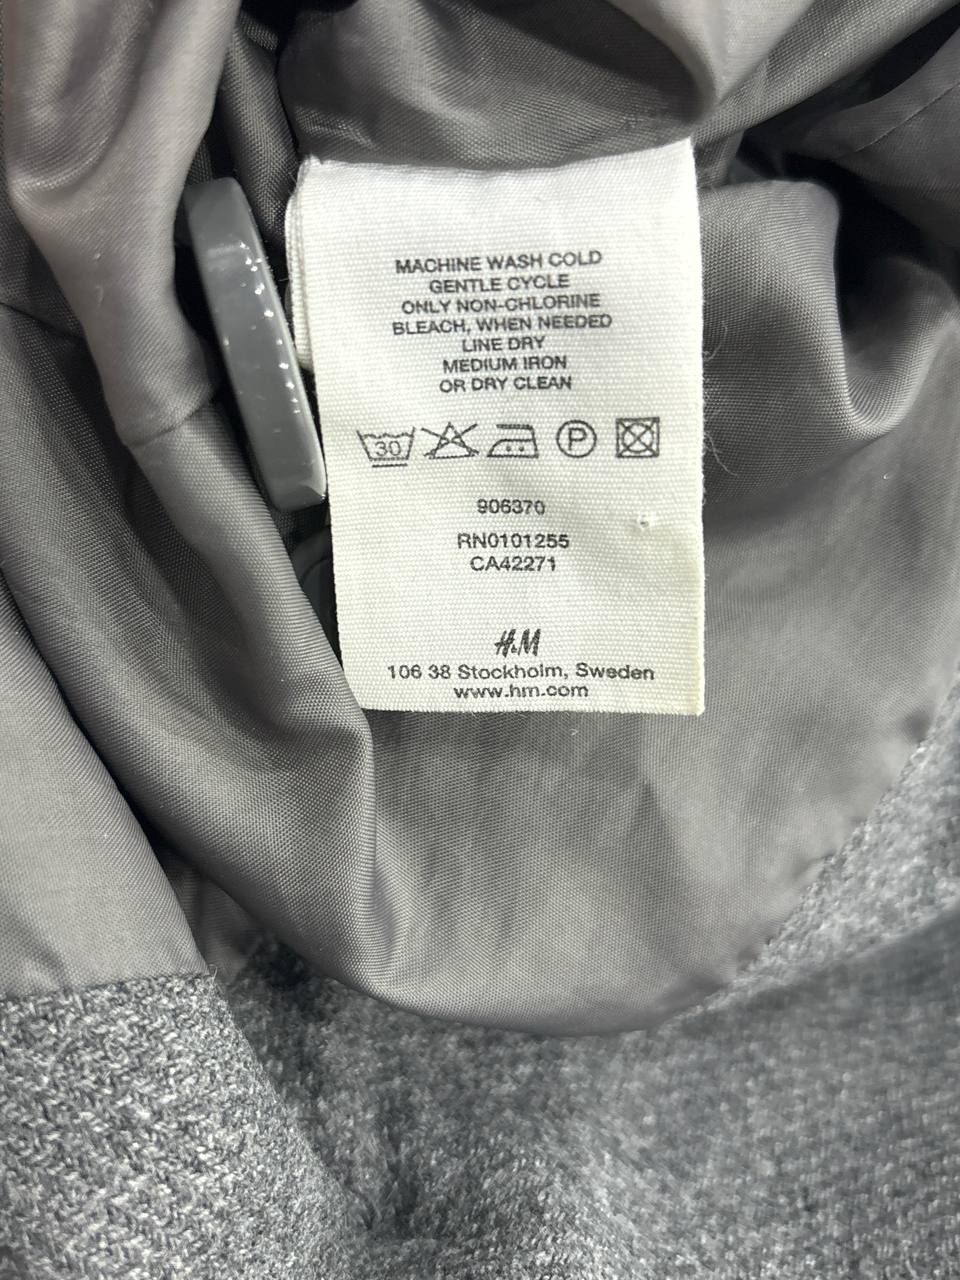 MACHINE WASH COLD
GENTLE CYCLE
ONLY NON-CHLORINE
BLEACH, WHEN NEEDED
LINE DRY
MEDIUM IRON
OR DRY CLEAN
30 P
906370
RN0101255
CA42271
H&M
106 38 Stockholm, Sweden
www.hm.com